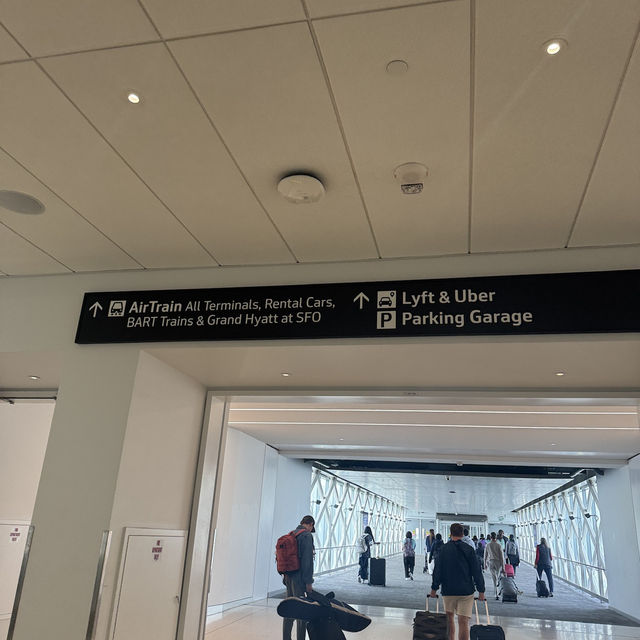 AirTrain All Terminals, Rental Cars,
BART Trains & Grand Hyatt at SFO
Lyft & Uber
P Parking Garage